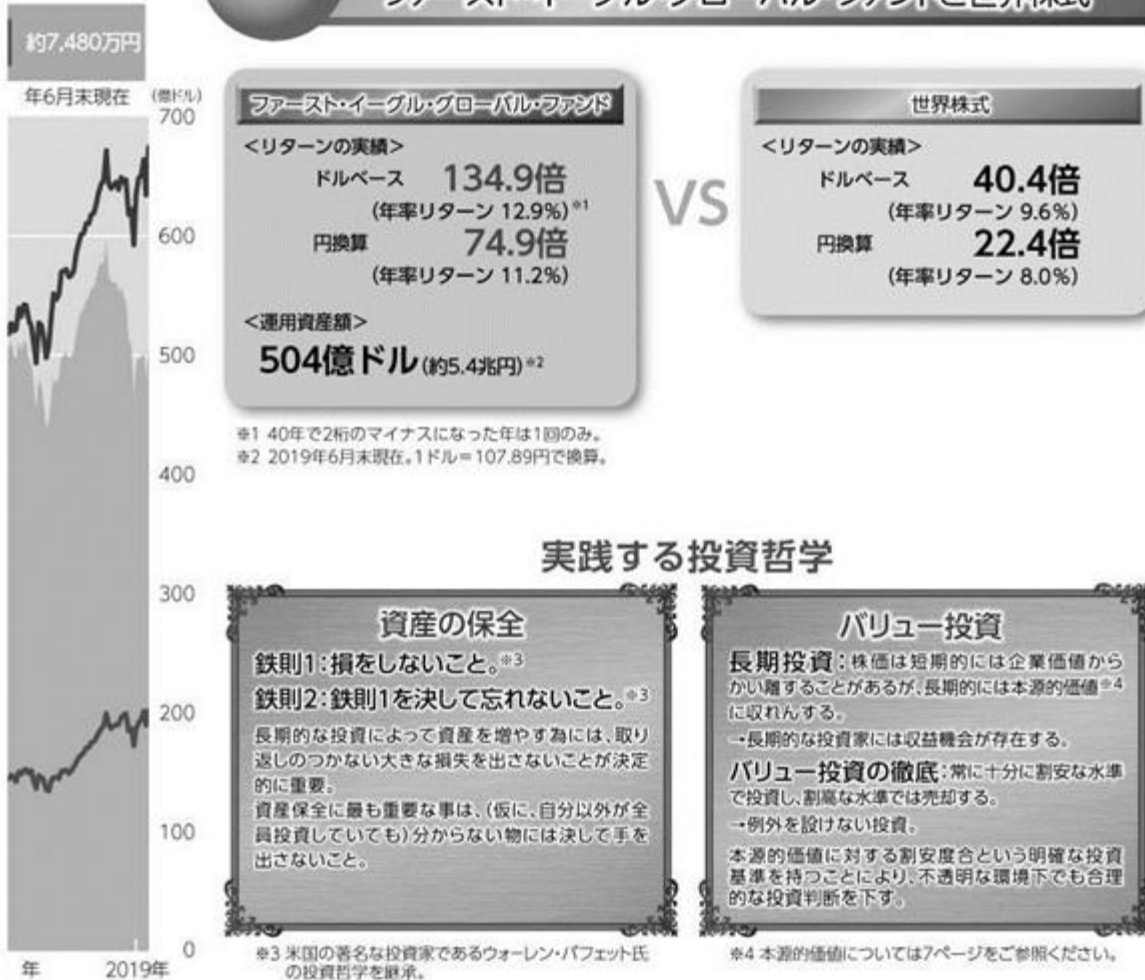 ファースト・イーグル・グローバル・ファンドと世界株式
約7,480万円
年6月末現在
(億ドル)
700
600
500
400
300
200
100
0
年
2019年
ファースト・イーグル・グローバル・ファンド
<リターンの実績>
ドルベース 134.9倍
(年率リターン 12.9%)※1
円換算 74.9倍
(年率リターン 11.2%)
<運用資産額>
504億ドル(約5.4兆円)※2
VS
世界株式
<リターンの実績>
ドルベース 40.4倍
(年率リターン 9.6%)
円換算 22.4倍
(年率リターン 8.0%)
※1 40年で2桁のマイナスになった年は1回のみ。
※2 2019年6月末現在。1ドル=107.89円で換算。
実践する投資哲学
資産の保全
鉄則1:損をしないこと。※3
鉄則2:鉄則1を決して忘れないこと。※3
長期的な投資によって資産を増やす為には、取り
返しのつかない大きな損失を出さないことが決定
的に重要。
資産保全に最も重要な事は、(仮に、自分以外が全
員投資していても)分からない物には決して手を
出さないこと。
※3 米国の著名な投資家であるウォーレン・バフェット氏
の投資哲学を継承。
バリュー投資
長期投資:株価は短期的には企業価値から
かい離することがあるが、長期的には本源的価値※4
に収れんする。
→長期的な投資家には収益機会が存在する。
バリュー投資の徹底:常に十分に割安な水準
で投資し、割高な水準では売却する。
→例外を設けない投資。
本源的価値に対する割安度合という明確な投資
基準を持つことにより、不透明な環境下でも合理
的な投資判断を下す。
※4 本源的価値については7ページをご参照ください。